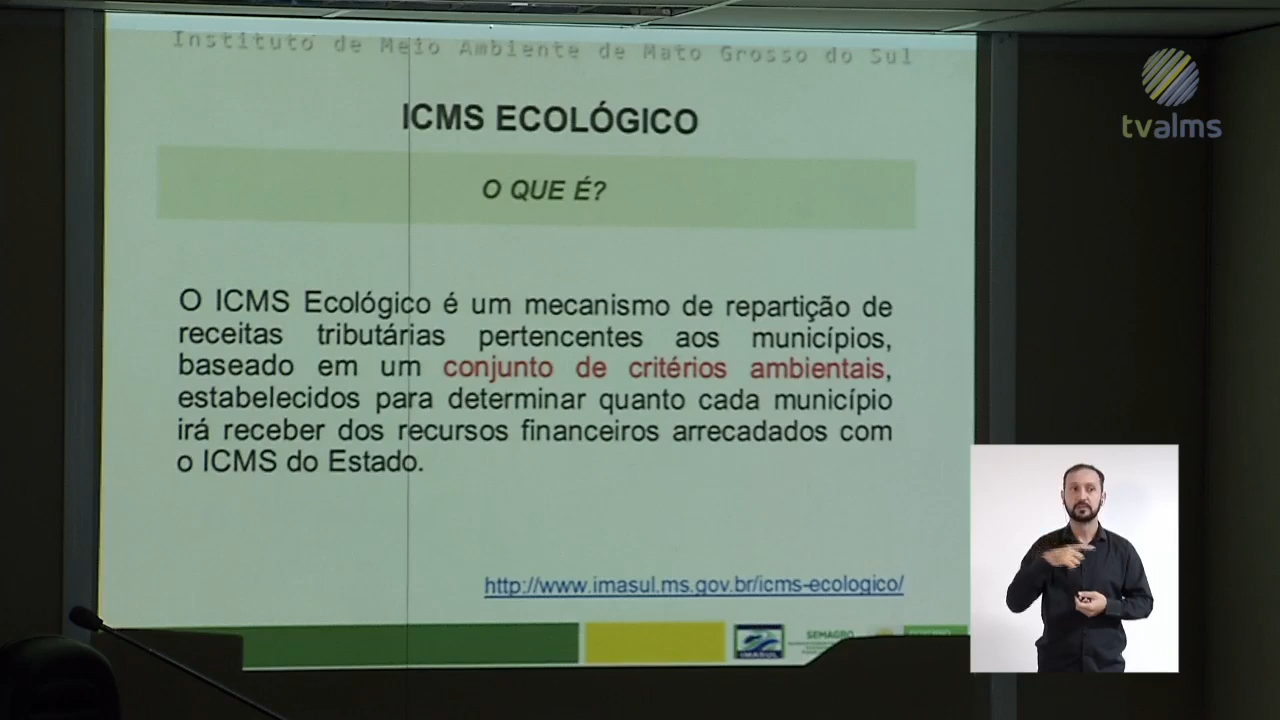 Instituto de Meio Ambiente de Mato Grosso do Sul
tvalms
ICMS ECOLÓGICO
O QUE É?
O ICMS Ecológico é um mecanismo de repartição de
receitas tributárias pertencentes aos municípios,
baseado em um conjunto de critérios ambientais,
estabelecidos para determinar quanto cada município
irá receber dos recursos financeiros arrecadados com
o ICMS do Estado.
http://www.imasul.ms.gov.br/icms-ecologico/
IMASUL
SEMAGRO